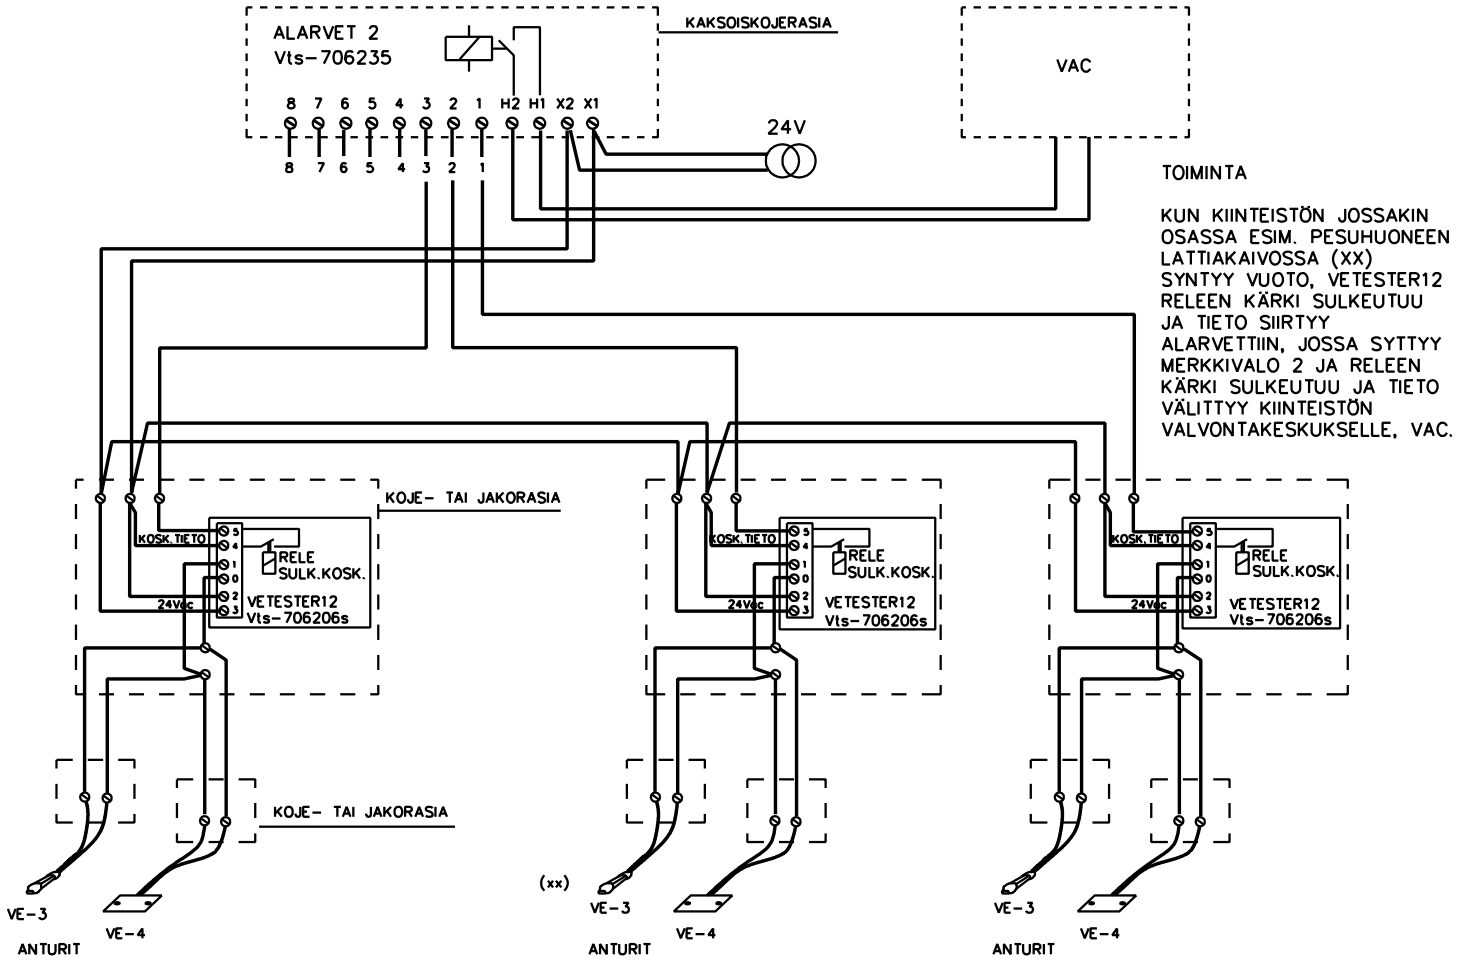 ALARVET 2
Vts-706235
KAKSOISKOJERASIA
VAC
8 7 6 5 4 3 2 1 H2 H1 X2 X1
24V
8 7 6 5 4 3 2 1
TOIMINTA
KUN KIINTEISTÖN JOSSAKIN
OSASSA ESIM. PESUHUONEEN
LATTIAKAIVOSSA (XX)
SYNTYY VUOTO, VETESTER12
RELEEN KÄRKI SULKEUTUU
JA TIETO SIIRTYY
ALARVETTIIN, JOSSA SYTTYY
MERKKIVALO 2 JA RELEEN
KÄRKI SULKEUTUU JA TIETO
VÄLITTYY KIINTEISTÖN
VALVONTAKESKUKSELLE, VAC.
KOJE- TAI JAKORASIA
KOSK.TIETO
5
4
1
0
2
3
RELE
SULK.KOSK.
24Vac
VETESTER12
Vts-706206s
KOSK.TIETO
5
4
1
0
2
3
RELE
SULK.KOSK.
24Vac
VETESTER12
Vts-706206s
KOSK.TIETO
5
4
1
0
2
3
RELE
SULK.KOSK.
24Vac
VETESTER12
Vts-706206s
KOJE- TAI JAKORASIA
VE-3
VE-4
ANTURIT
(xx)
VE-3
VE-4
ANTURIT
VE-3
VE-4
ANTURIT